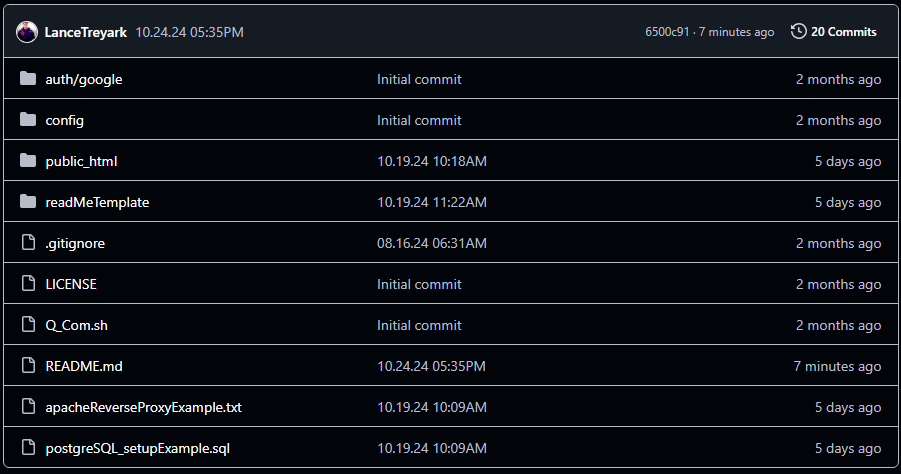 LanceTreyark 10.24.24 05:35PM 6500c91 · 7 minutes ago 20 Commits
auth/google Initial commit 2 months ago
config Initial commit 2 months ago
public_html 10.19.24 10:18AM 5 days ago
readMeTemplate 10.19.24 11:22AM 5 days ago
.gitignore 08.16.24 06:31AM 2 months ago
LICENSE Initial commit 2 months ago
Q_Com.sh Initial commit 2 months ago
README.md 10.24.24 05:35PM 7 minutes ago
apacheReverseProxyExample.txt 10.19.24 10:09AM 5 days ago
postgreSQL_setupExample.sql 10.19.24 10:09AM 5 days ago